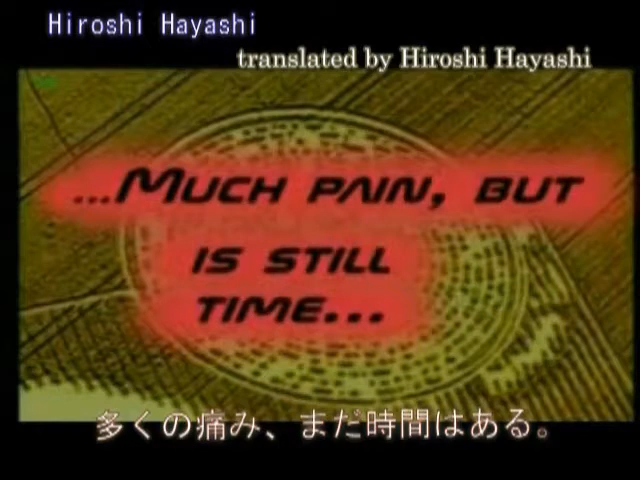 Hiroshi Hayashi
translated by Hiroshi Hayashi
...MUCH PAIN, BUT
IS STILL
TIME...
多くの痛み、まだ時間はある。